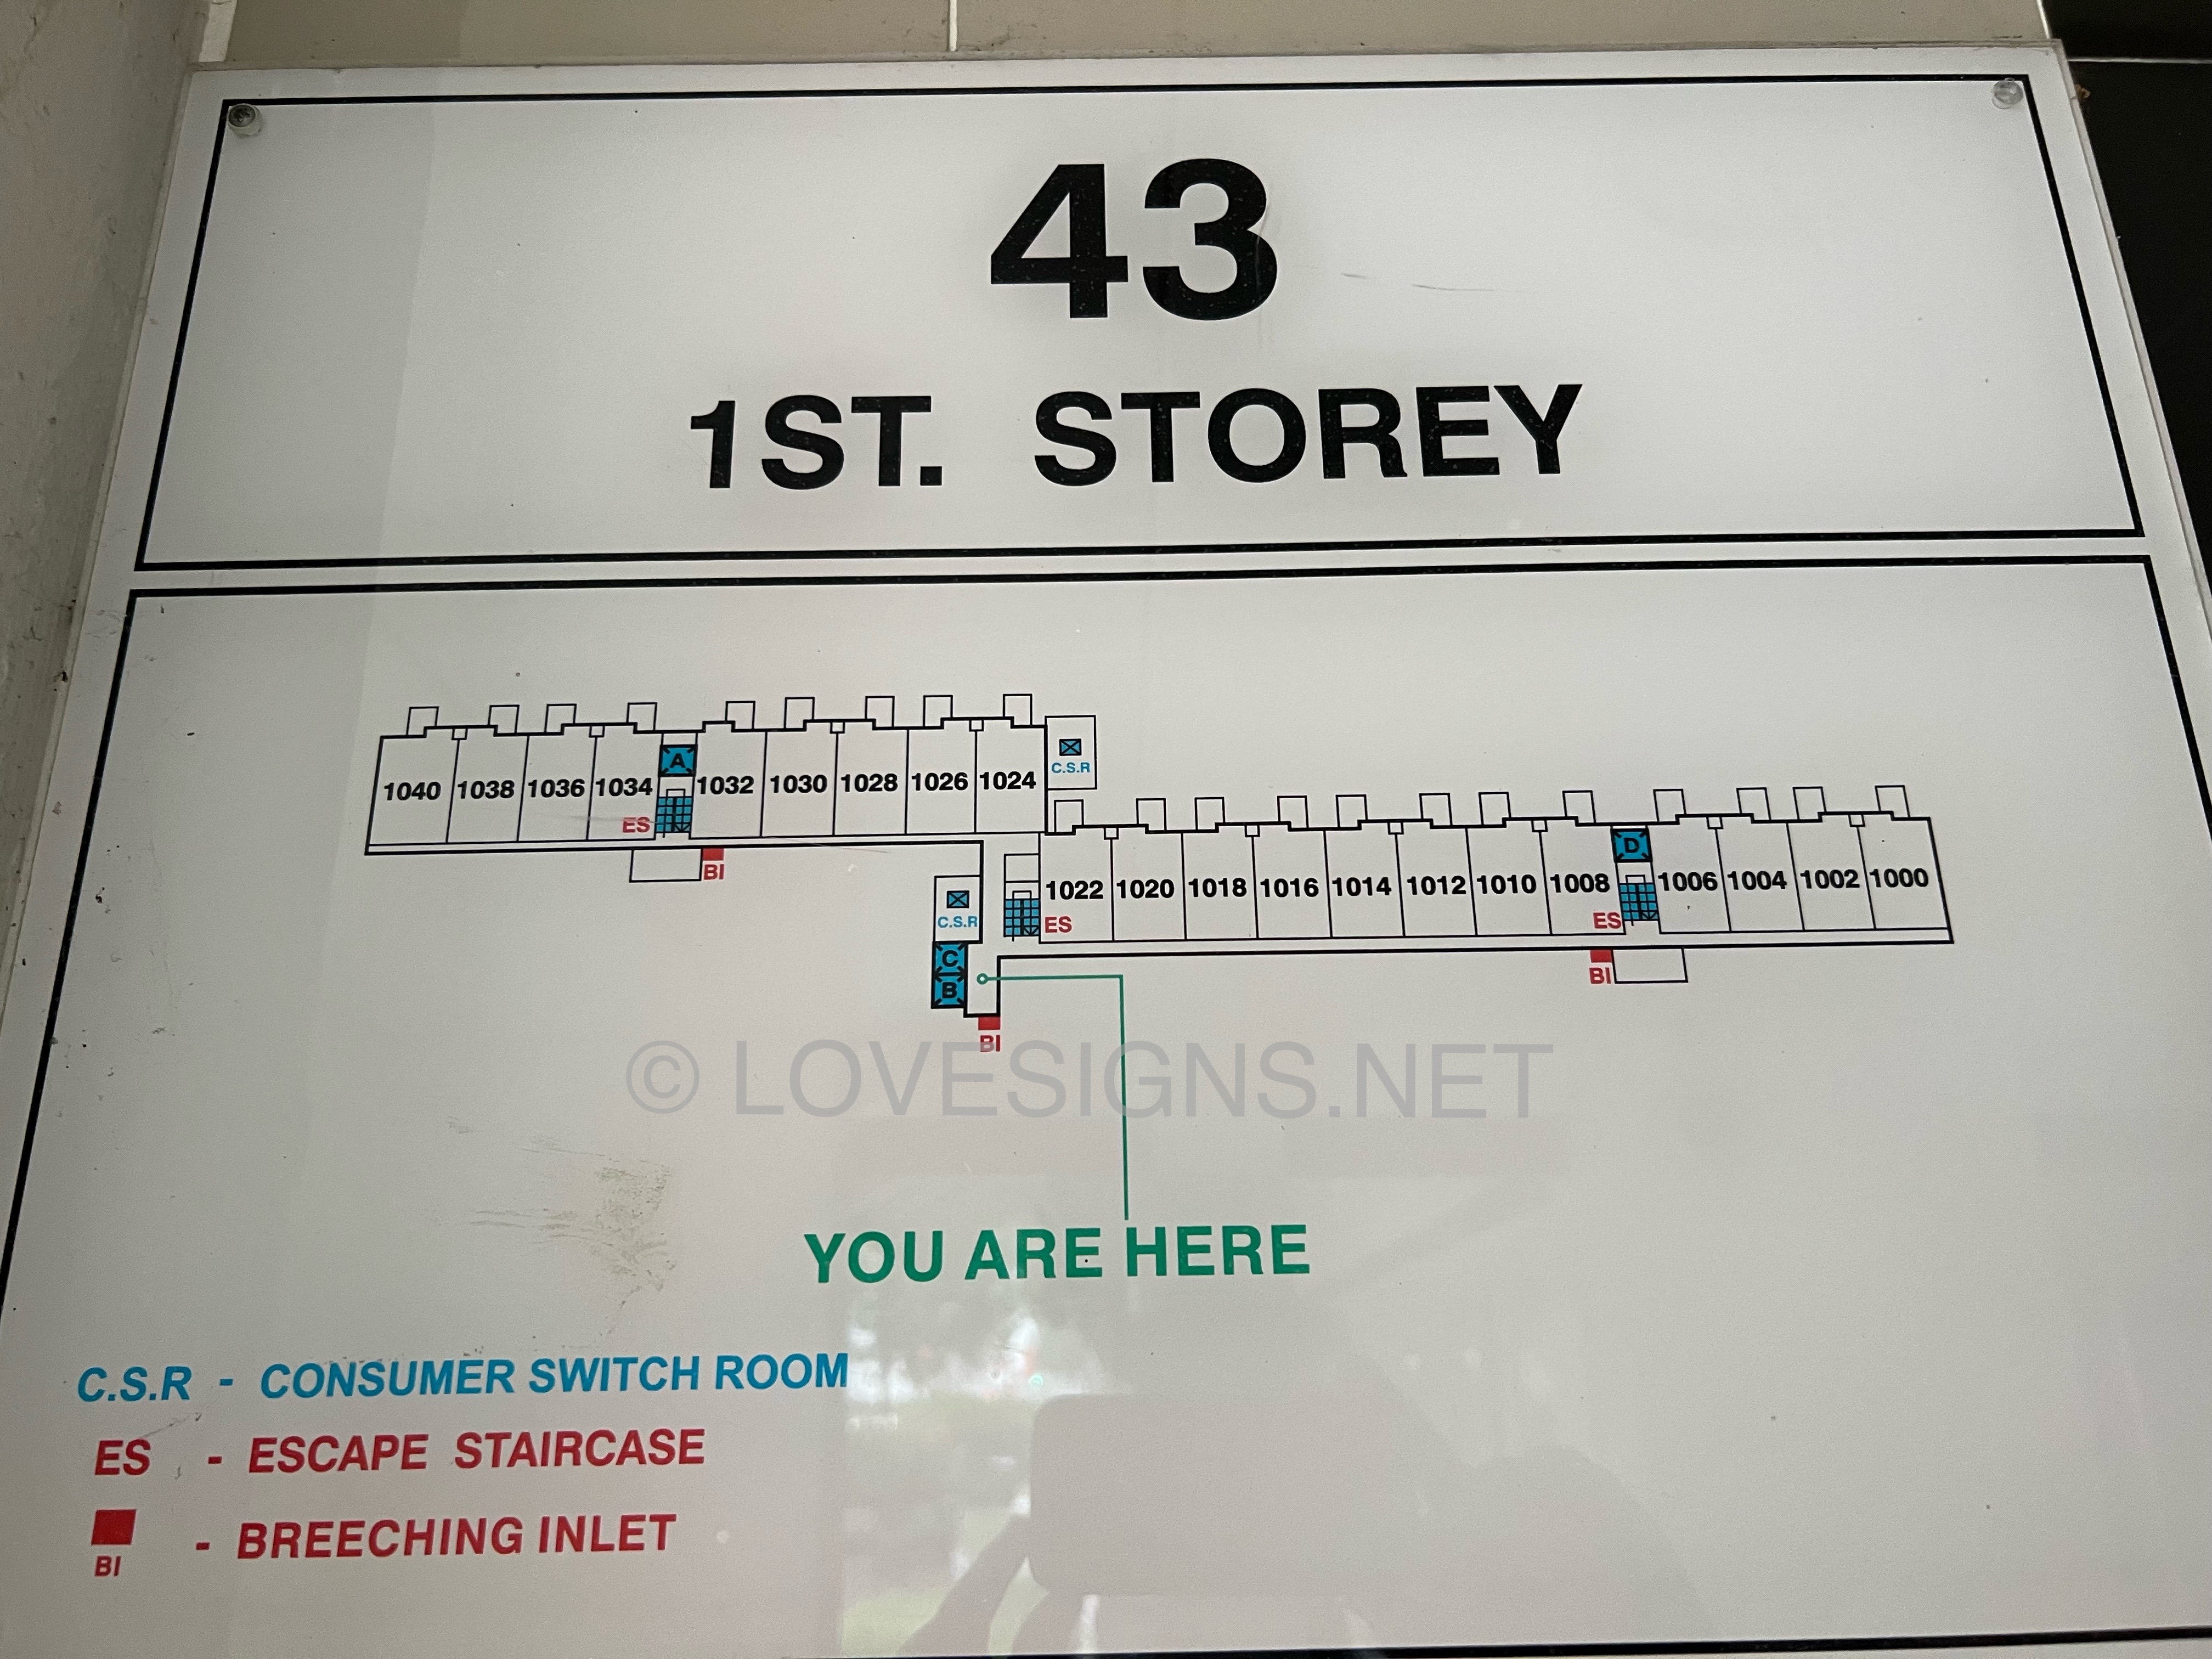 43
1ST. STOREY
1040 1038 1036 1034 A 1032 1030 1028 1026 1024 C.S.R
ES
BI
1022 1020 1018 1016 1014 1012 1010 1008 D 1006 1004 1002 1000
C.S.R ES ES
C
B
BI
BI
© LOVESIGNS.NET
YOU ARE HERE
C.S.R - CONSUMER SWITCH ROOM
ES - ESCAPE STAIRCASE
BI - BREECHING INLET